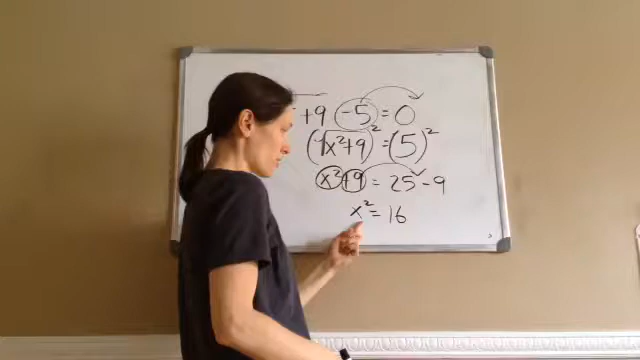 +9 -5 = 0
(√x²+9)² = (5)²
x²+9 = 25-9
x² = 16